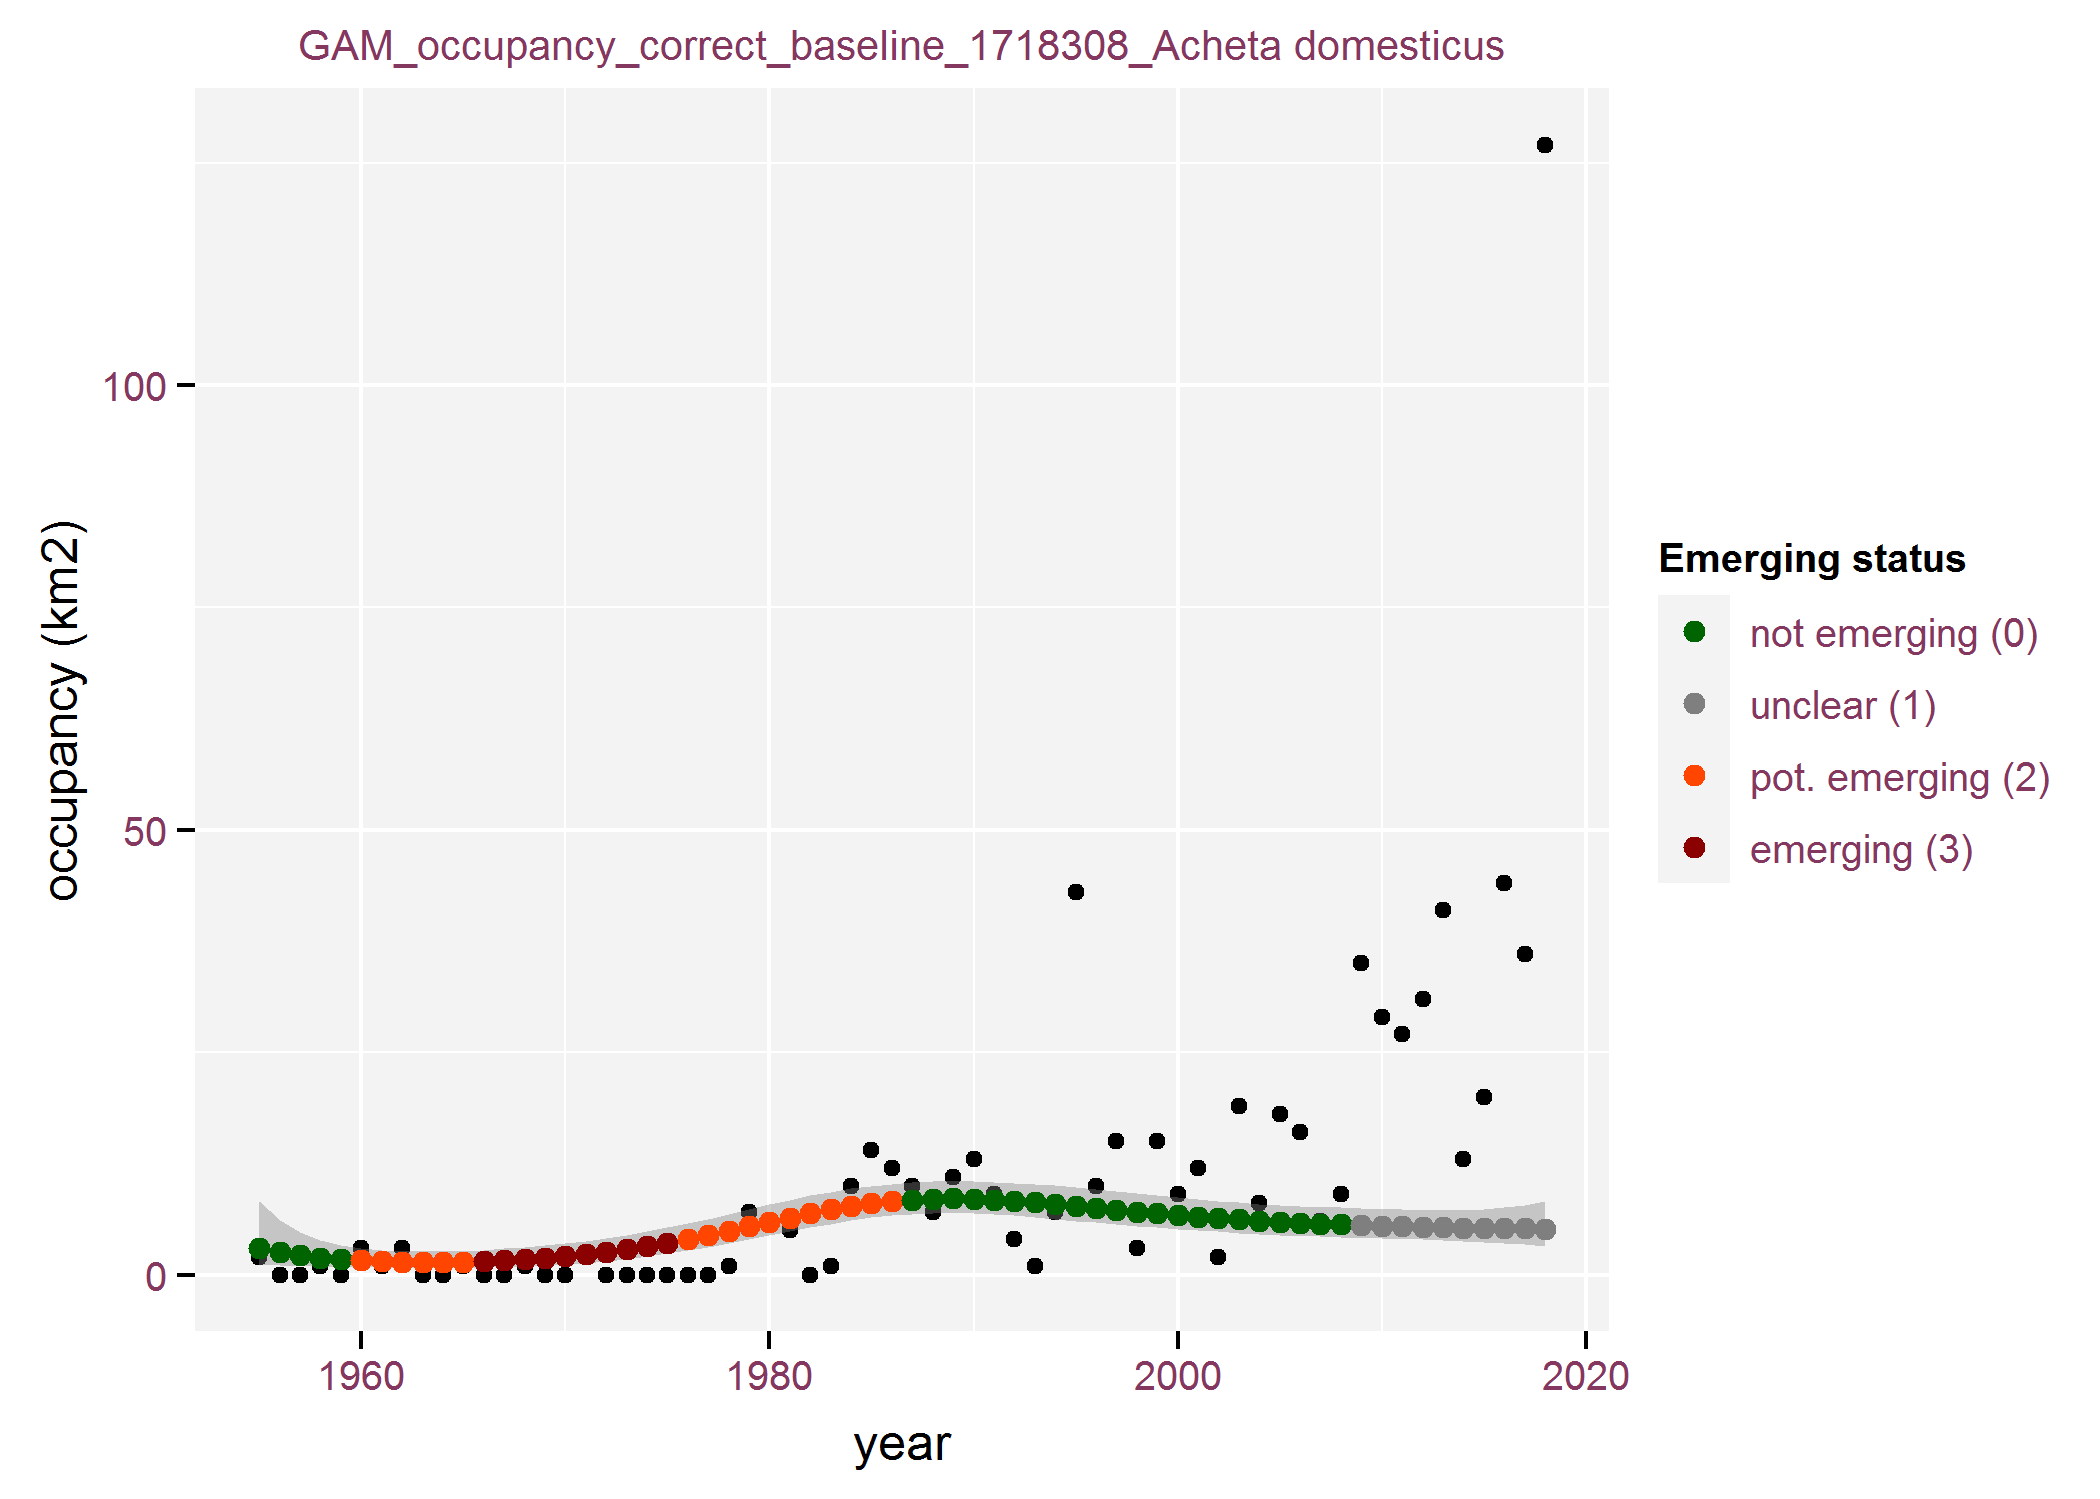 GAM_occupancy_correct_baseline_1718308_Acheta domesticus
occupancy (km2)
100
50
0
1960 1980 2000 2020
year
Emerging status
not emerging (0)
unclear (1)
pot. emerging (2)
emerging (3)